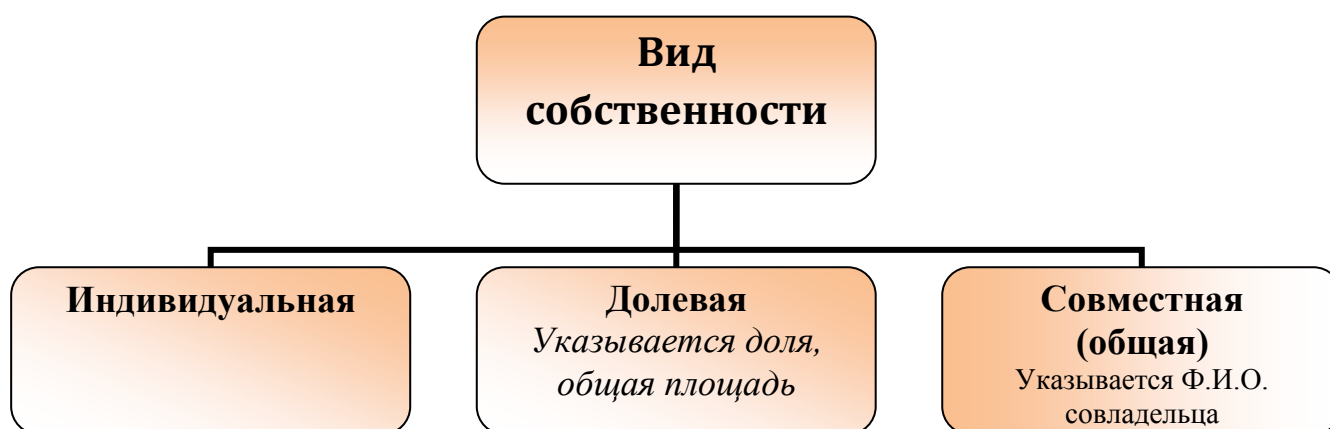 Вид
собственности
Индивидуальная
Долевая
Указывается доля,
общая площадь
Совместная
(общая)
Указывается Ф.И.О.
совладельца